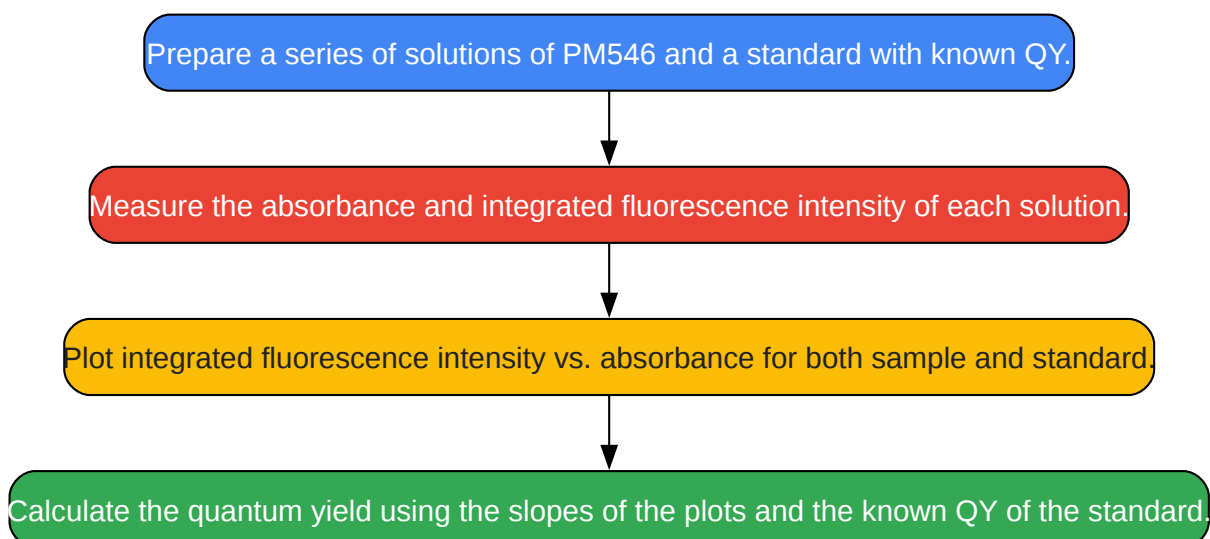 Prepare a series of solutions of PM546 and a standard with known QY.
Measure the absorbance and integrated fluorescence intensity of each solution.
Plot integrated fluorescence intensity vs. absorbance for both sample and standard.
Calculate the quantum yield using the slopes of the plots and the known QY of the standard.